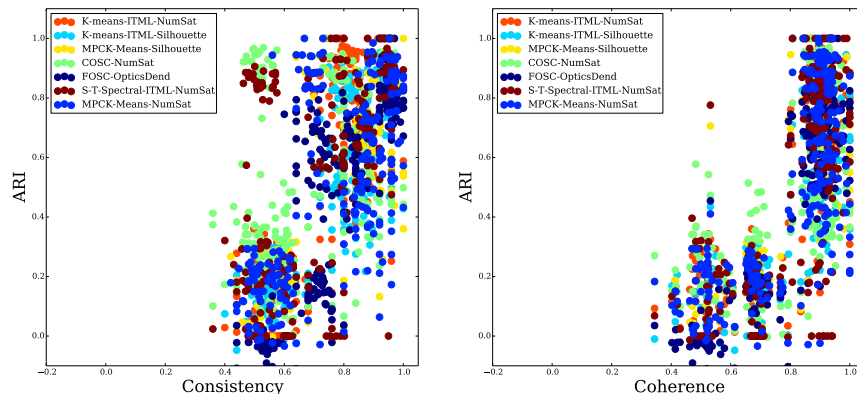 K-means-ITML-NumSat
K-means-ITML-Silhouette
MPCK-Means-Silhouette
COSC-NumSat
FOSC-OpticsDend
S-T-Spectral-ITML-NumSat
MPCK-Means-NumSat
ARI
1.0
0.8
0.6
0.4
0.2
0.0
−0.2 0.0 0.2 0.4 0.6 0.8 1.0
Consistency
K-means-ITML-NumSat
K-means-ITML-Silhouette
MPCK-Means-Silhouette
COSC-NumSat
FOSC-OpticsDend
S-T-Spectral-ITML-NumSat
MPCK-Means-NumSat
ARI
1.0
0.8
0.6
0.4
0.2
0.0
−0.2 0.0 0.2 0.4 0.6 0.8 1.0
Coherence